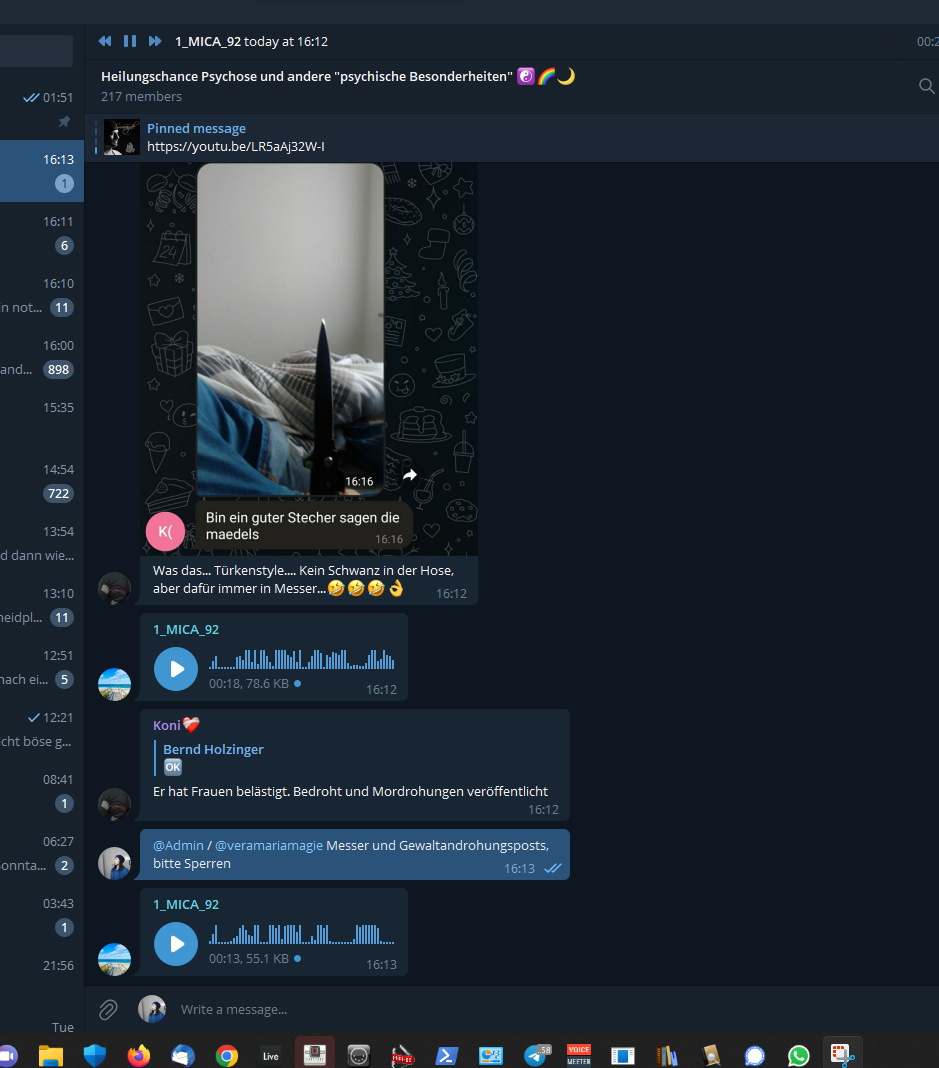 1_MICA_92 today at 16:12
00:2
Heilungschance Psychose und andere "psychische Besonderheiten" ☯️🌈🌙
217 members
Pinned message
https://youtu.be/LR5aAj32W-I
01:51
16:13
1
16:11
6
16:10
in not... 11
16:00
and... 898
15:35
14:54
722
13:54
d dann wie...
13:10
neidpl... 11
12:51
nach ei... 5
12:21
cht böse g...
08:41
1
06:27
Sonnta... 2
03:43
1
21:56
Tue
24
16:16
K(
Bin ein guter Stecher sagen die
maedels
16:16
Was das... Türkenstyle.... Kein Schwanz in der Hose,
aber dafür immer in Messer...🤣🤣🤣👌
16:12
1_MICA_92
00:18, 78.6 KB
16:12
Koni❤️‍🩹
Bernd Holzinger
🆗
Er hat Frauen belästigt. Bedroht und Mordrohungen veröffentlicht
16:12
@Admin / @veramariamagie Messer und Gewaltandrohungsposts,
bitte Sperren
16:13
1_MICA_92
00:13, 55.1 KB
16:13
Write a message...
Live
58
VOICE
MEETER